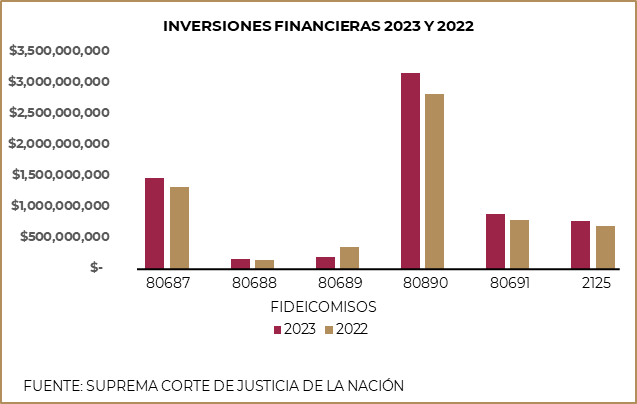 INVERSIONES FINANCIERAS 2023 Y 2022
$3,500,000,000
$3,000,000,000
$2,500,000,000
$2,000,000,000
$1,500,000,000
$1,000,000,000
$500,000,000
$-
80687 80688 80689 80890 80691 2125
FIDEICOMISOS
2023 2022
FUENTE: SUPREMA CORTE DE JUSTICIA DE LA NACIÓN